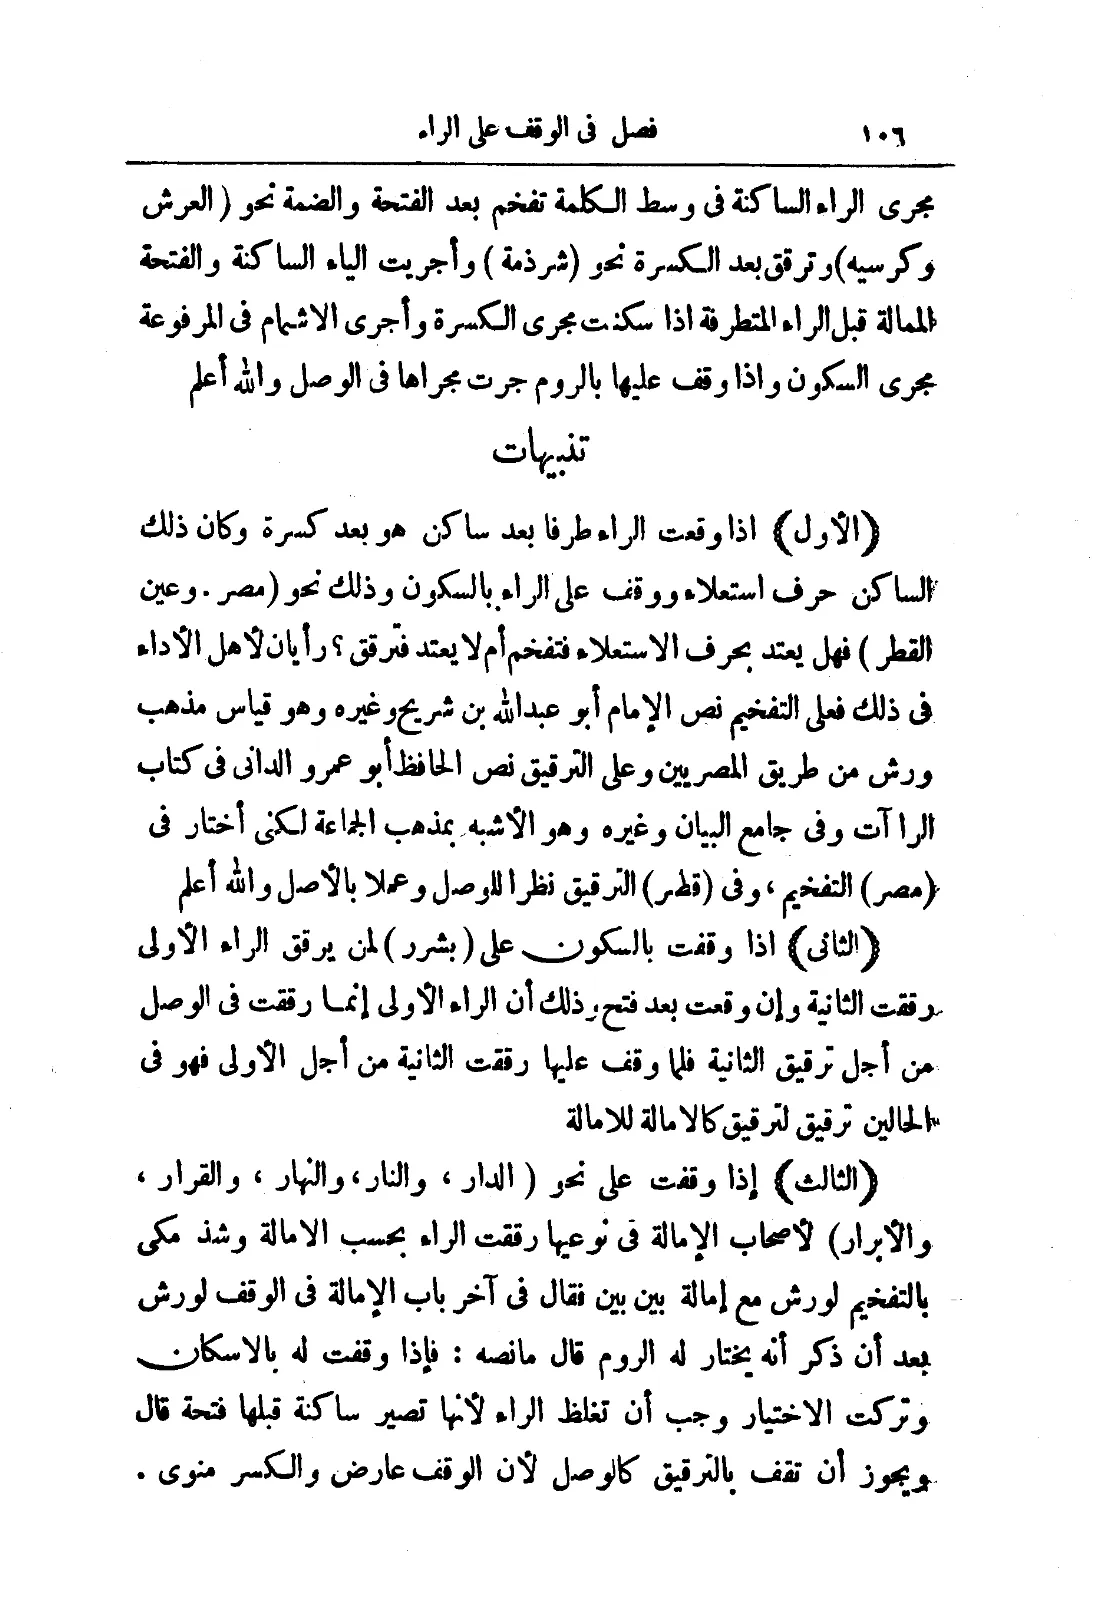 ١٠٦ فصل فى الوقف على الراء
مجرى الراء الساكنة فى وسط الكلمة تفخم بعد الفتحة والضمة نحو (العرش
وكرسيه) وترقق بعد الكسرة نحو (شرذمة) وأجريت الياء الساكنة والفتحة
الممالة قبل الراء المتطرفة اذا سكنت مجرى الكسرة وأجرى الاشمام فى المرفوعة
مجرى السكون واذا وقف عليها بالروم جرت مجراها فى الوصل والله أعلم
تنبيهات
(الأول) اذا وقعت الراء طرفا بعد ساكن هو بعد كسرة وكان ذلك
الساكن حرف استعلاء ووقف على الراء بالسكون وذلك نحو (مصر . وعين
القطر) فهل يعتد بحرف الاستعلاء فتفخم أم لا يعتد فترقق؟ رأيان لأهل الأداء
فى ذلك فعلى التفخيم نص الإمام أبو عبدالله بن شريح وغيره وهو قياس مذهب
ورش من طريق المصريين وعلى الترقيق نص الحافظ أبو عمرو الدانى فى كتاب
الراآت وفى جامع البيان وغيره وهو الأشبه بمذهب الجماعة لكنى أختار فى
(مصر) التفخيم ، وفى (قطر) الترقيق نظرا للوصل وعملا بالأصل والله أعلم
(الثانى) اذا وقفت بالسكون على (بشرر) لمن يرقق الراء الأولى
رققت الثانية وإن وقعت بعد فتح وذلك أن الراء الأولى إنما رققت فى الوصل
من أجل ترقيق الثانية فلما وقف عليها رققت الثانية من أجل الأولى فهو فى
الحالين ترقيق لترقيق كالامالة للامالة
(الثالث) إذا وقفت على نحو (الدار ، والنار، والنهار ، والقرار ،
والأبرار) لأصحاب الإمالة فى نوعيها رققت الراء بحسب الامالة وشذ مكى
بالتفخيم لورش مع إمالة بين بين فقال فى آخر باب الإمالة فى الوقف لورش
بعد أن ذكر أنه يختار له الروم قال مانصه : فإذا وقفت له بالاسكان
وتركت الاختيار وجب أن تغلظ الراء لأنها تصير ساكنة قبلها فتحة قال
ويجوز أن تقف بالترقيق كالوصل لأن الوقف عارض والكسر منوى .